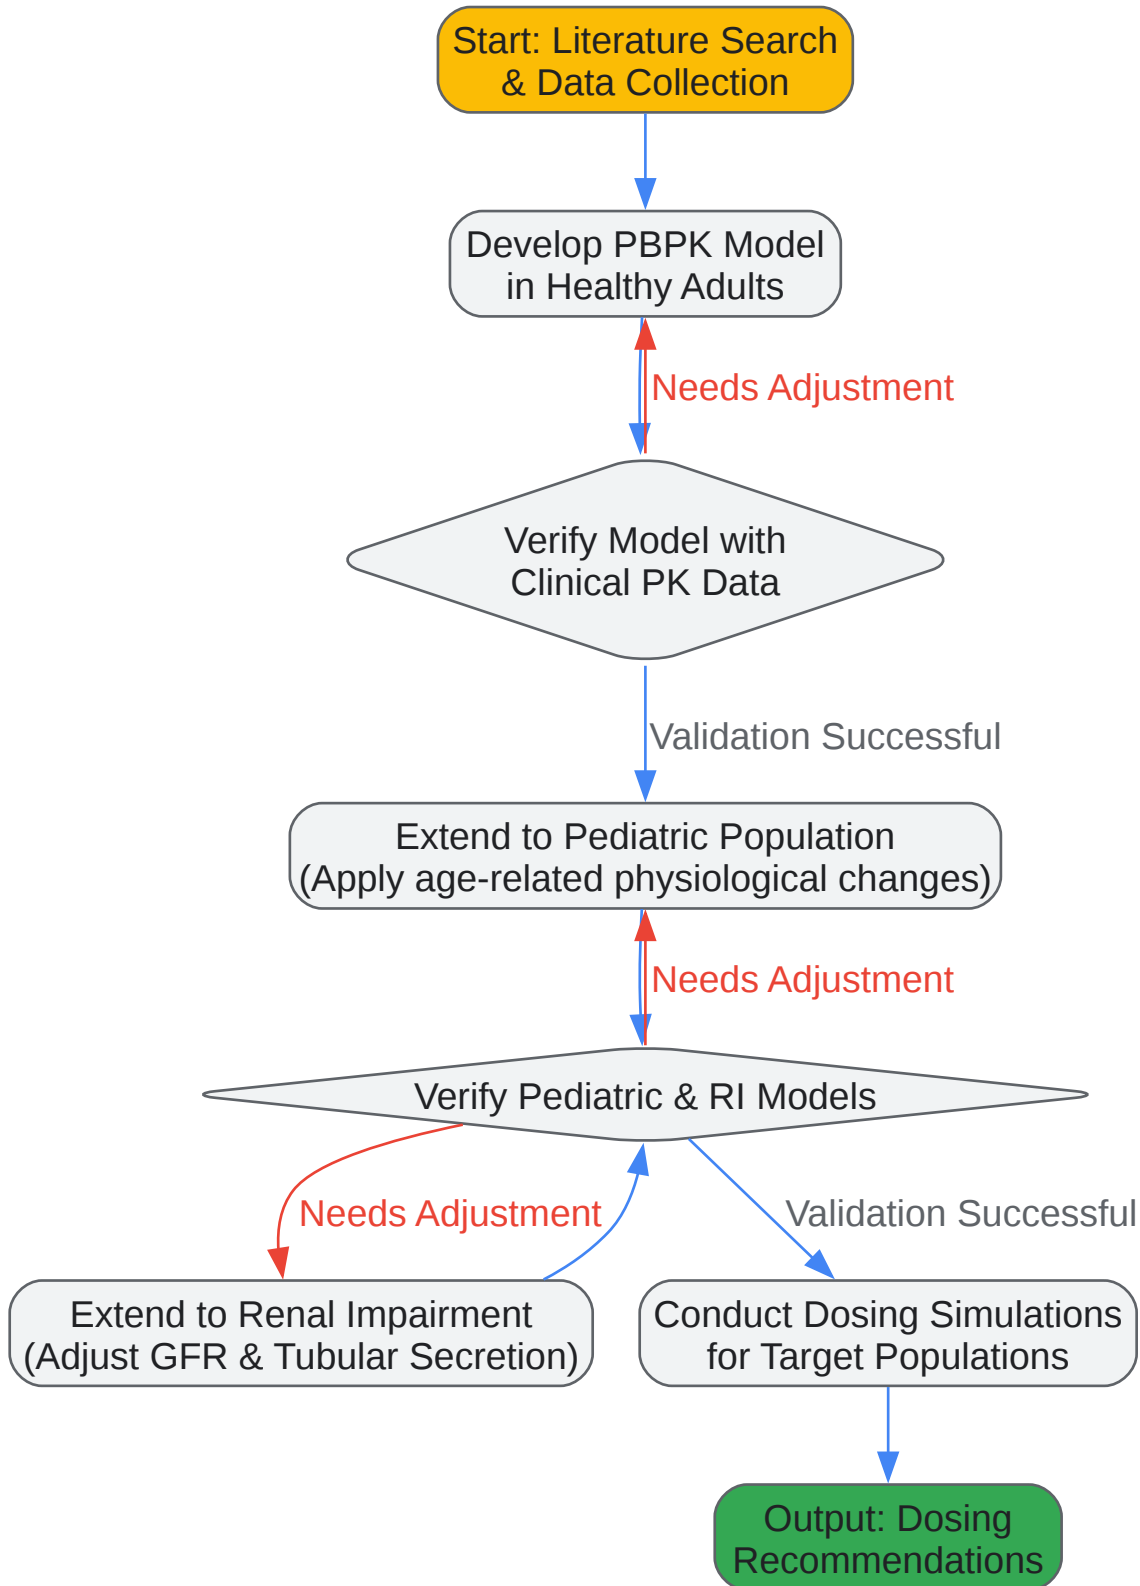 Start: Literature Search
& Data Collection
Develop PBPK Model
in Healthy Adults
Needs Adjustment
Verify Model with
Clinical PK Data
Validation Successful
Extend to Pediatric Population
(Apply age-related physiological changes)
Needs Adjustment
Verify Pediatric & RI Models
Needs Adjustment
Validation Successful
Extend to Renal Impairment
(Adjust GFR & Tubular Secretion)
Conduct Dosing Simulations
for Target Populations
Output: Dosing
Recommendations